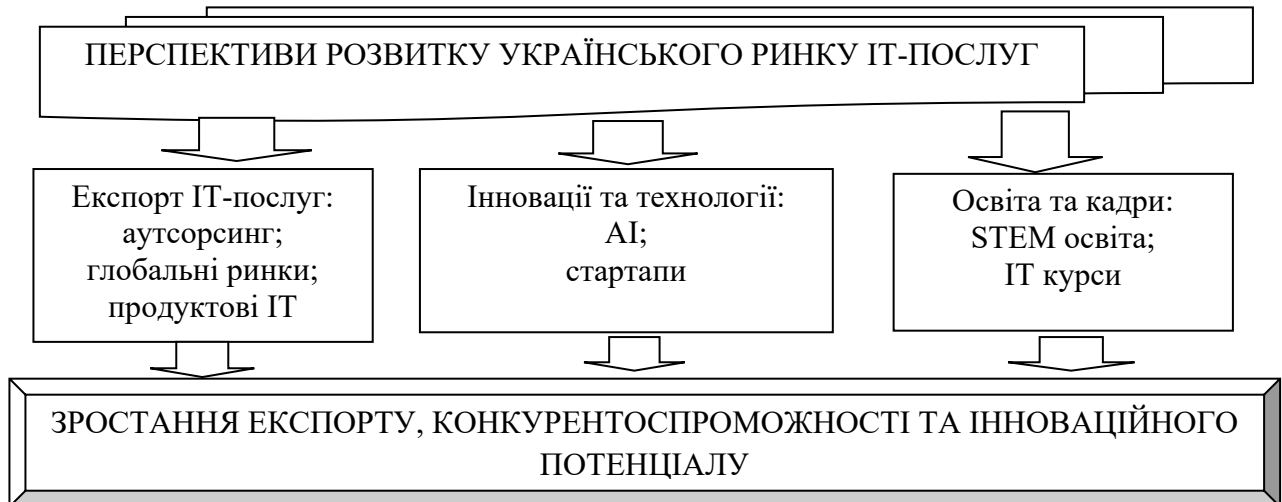 ПЕРСПЕКТИВИ РОЗВИТКУ УКРАЇНСЬКОГО РИНКУ ІТ-ПОСЛУГ
Експорт ІТ-послуг:
аутсорсинг;
глобальні ринки;
продуктові ІТ
Інновації та технології:
AI;
стартапи
Освіта та кадри:
STEM освіта;
ІТ курси
ЗРОСТАННЯ ЕКСПОРТУ, КОНКУРЕНТОСПРОМОЖНОСТІ ТА ІННОВАЦІЙНОГО
ПОТЕНЦІАЛУ